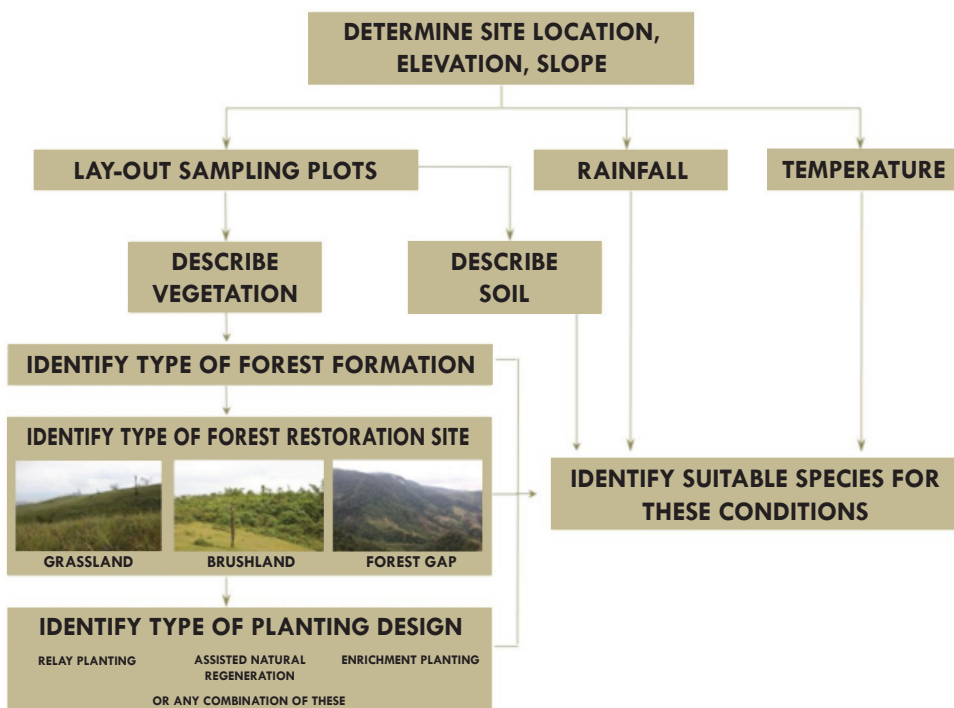 DETERMINE SITE LOCATION,
ELEVATION, SLOPE
LAY-OUT SAMPLING PLOTS
RAINFALL
TEMPERATURE
DESCRIBE
VEGETATION
DESCRIBE
SOIL
IDENTIFY TYPE OF FOREST FORMATION
IDENTIFY TYPE OF FOREST RESTORATION SITE
GRASSLAND
BRUSHLAND
FOREST GAP
IDENTIFY SUITABLE SPECIES FOR
THESE CONDITIONS
IDENTIFY TYPE OF PLANTING DESIGN
RELAY PLANTING
ASSISTED NATURAL
REGENERATION
ENRICHMENT PLANTING
OR ANY COMBINATION OF THESE